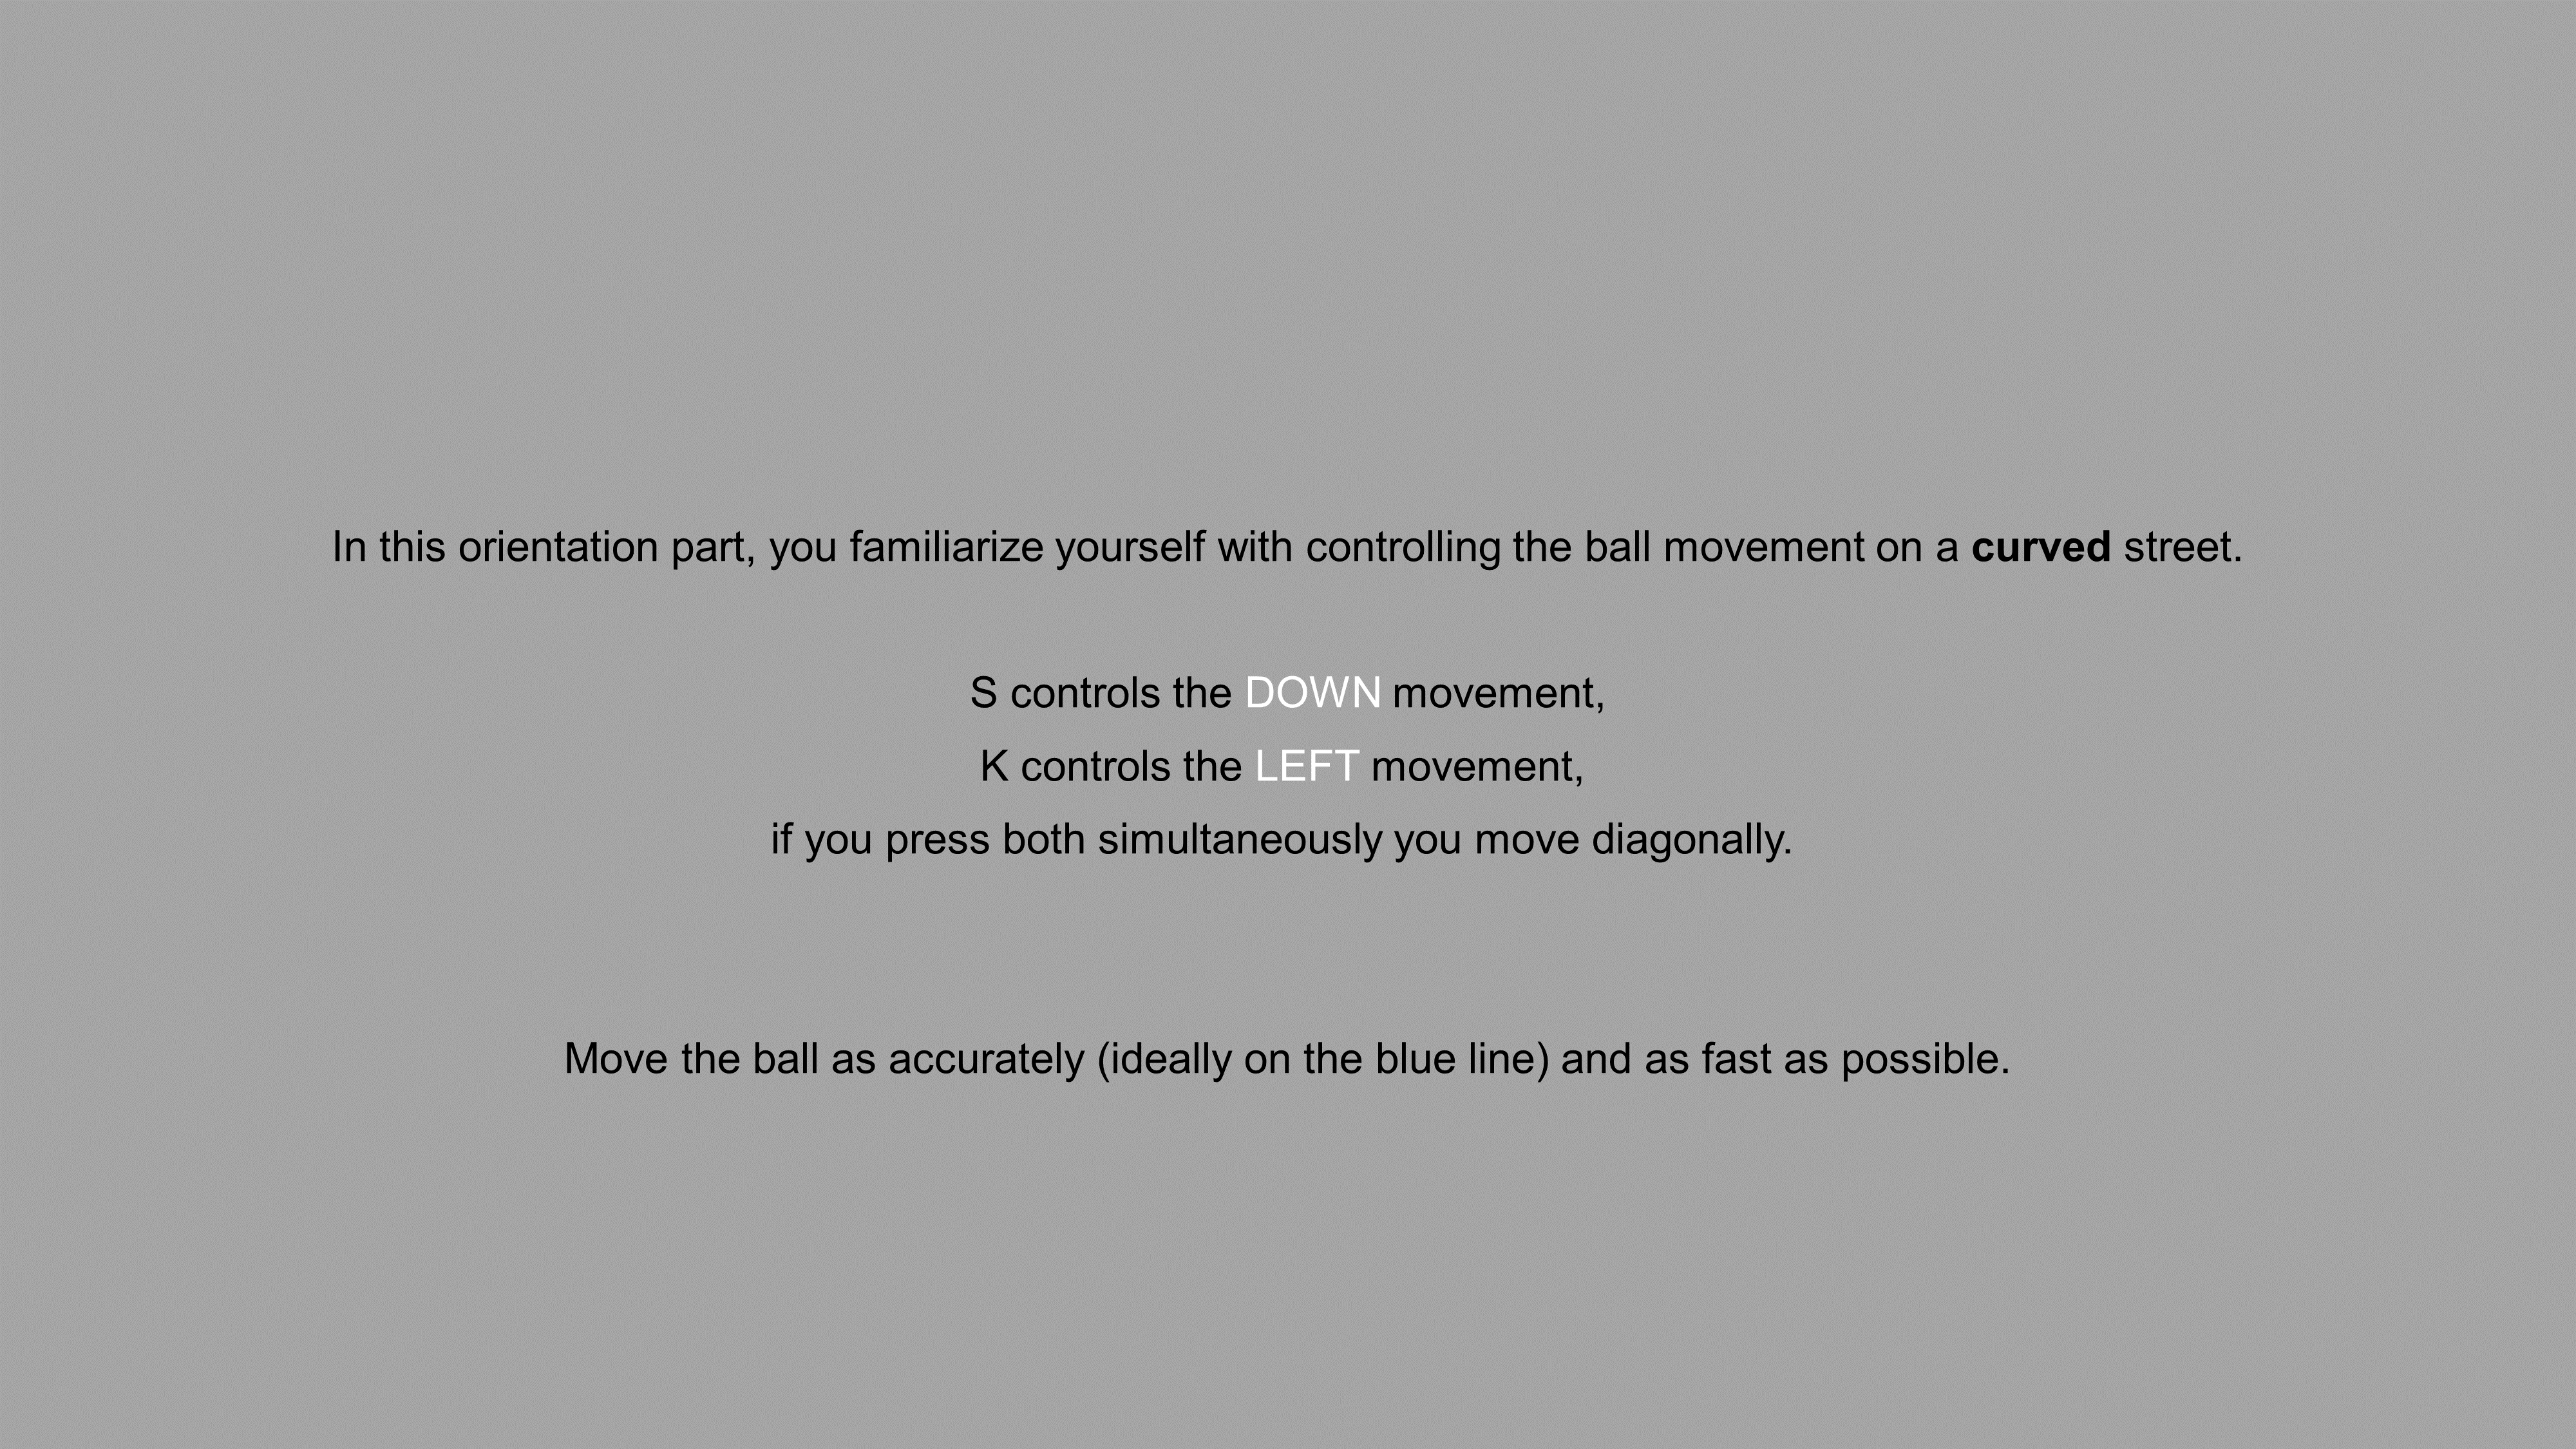 In this orientation part, you familiarize yourself with controlling the ball movement on a curved street.
S controls the DOWN movement,
K controls the LEFT movement,
if you press both simultaneously you move diagonally.
Move the ball as accurately (ideally on the blue line) and as fast as possible.